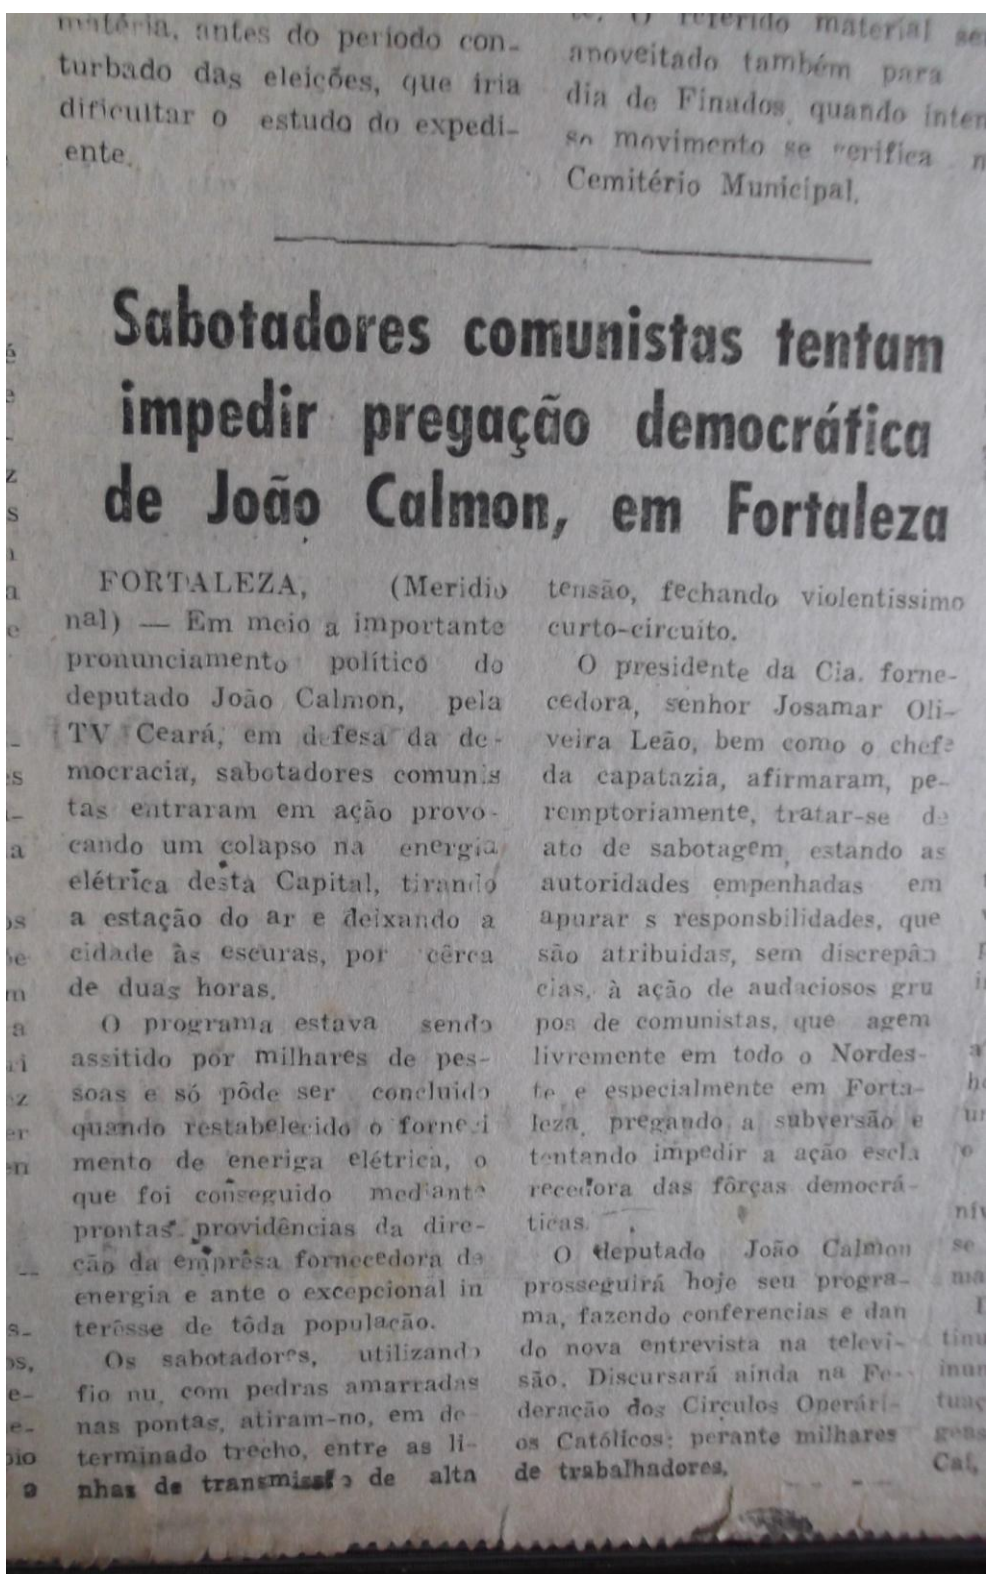 matéria, antes do período con-
turbado das eleições, que iria
dificultar o estudo do expedi-
ente.
O referido material
anoveitado também para
dia de Finados, quando inten
so movimento se verifica
Cemitério Municipal.
Sabotadores comunistas tentam
impedir pregação democrática
de João Calmon, em Fortaleza
FORTALEZA, (Meridio
nal) — Em meio a importante
pronunciamento político do
deputado João Calmon, pela
TV Ceará, em defesa da de-
mocracia, sabotadores comunis
tas entraram em ação provo-
cando um colapso na energia
elétrica desta Capital, tirando
a estação do ar e deixando a
cidade às escuras, por cêrca
de duas horas.
O programa estava sendo
assitido por milhares de pes-
soas e só pôde ser concluido
quando restabelecido o forneci
mento de eneriga elétrica, o
que foi conseguido mediante
prontas providências da dire-
cão da emprêsa fornecedora de
energia e ante o excepcional in
terêsse de tôda população.
Os sabotadores, utilizando
fio nu, com pedras amarradas
nas pontas, atiram-no, em de
terminado trecho, entre as li-
nhas de transmissão de alta
tensão, fechando violentissimo
curto-circuito.
O presidente da Cia. forne-
cedora, senhor Josamar Oli-
veira Leão, bem como o chefe
da capatazia, afirmaram, pe-
remptoriamente, tratar-se de
ato de sabotagem, estando as
autoridades empenhadas em
apurar s responsbilidades, que
são atribuidas, sem discrepân
cias, à ação de audaciosos gru
pos de comunistas, que agem
livremente em todo o Nordes-
te e especialmente em Forta-
leza, pregando a subversão e
tentando impedir a ação escla
recedora das fôrças democrá-
ticas.
O deputado João Calmon
prosseguirá hoje seu progra-
ma, fazendo conferencias e dan
do nova entrevista na televi-
são. Discursará ainda na Fe-
deração dos Circulos Operári-
os Católicos; perante milhares
de trabalhadores.